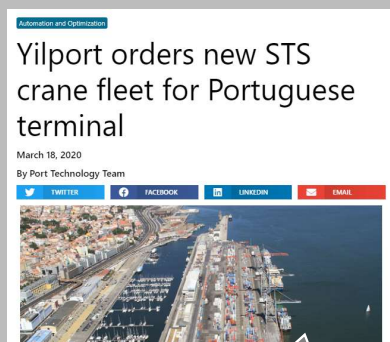 Automation and Optimization
Yilport orders new STS
crane fleet for Portuguese
terminal
March 18, 2020
By Port Technology Team
TWITTER
FACEBOOK
LINKEDIN
EMAIL